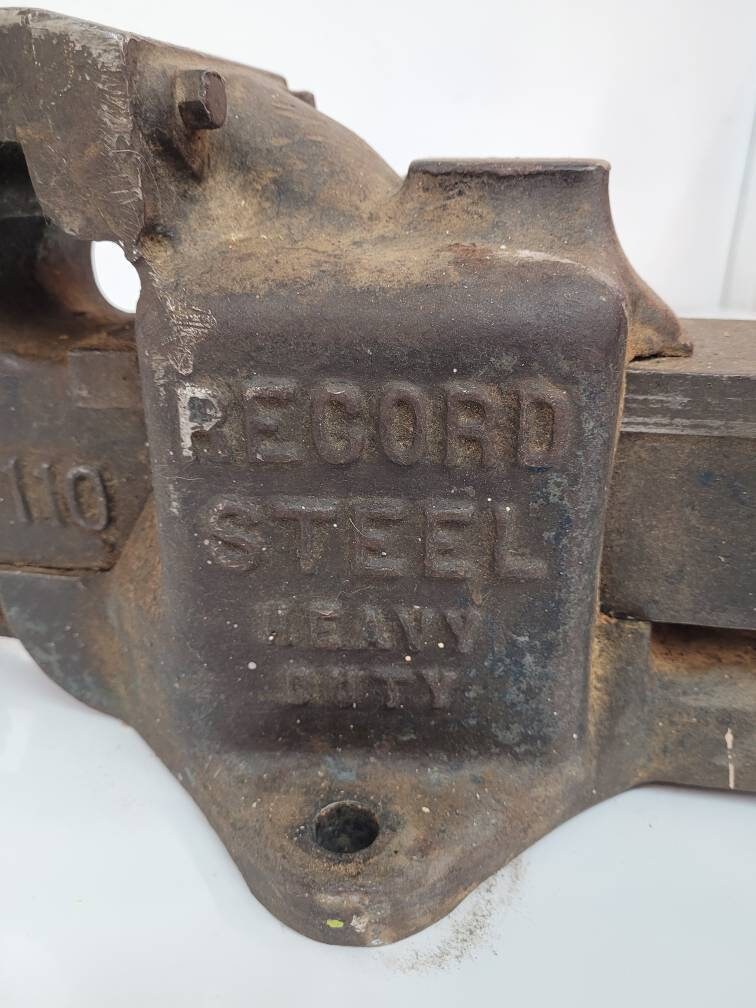 RECORD
STEEL
HEAVY
DUTY
110